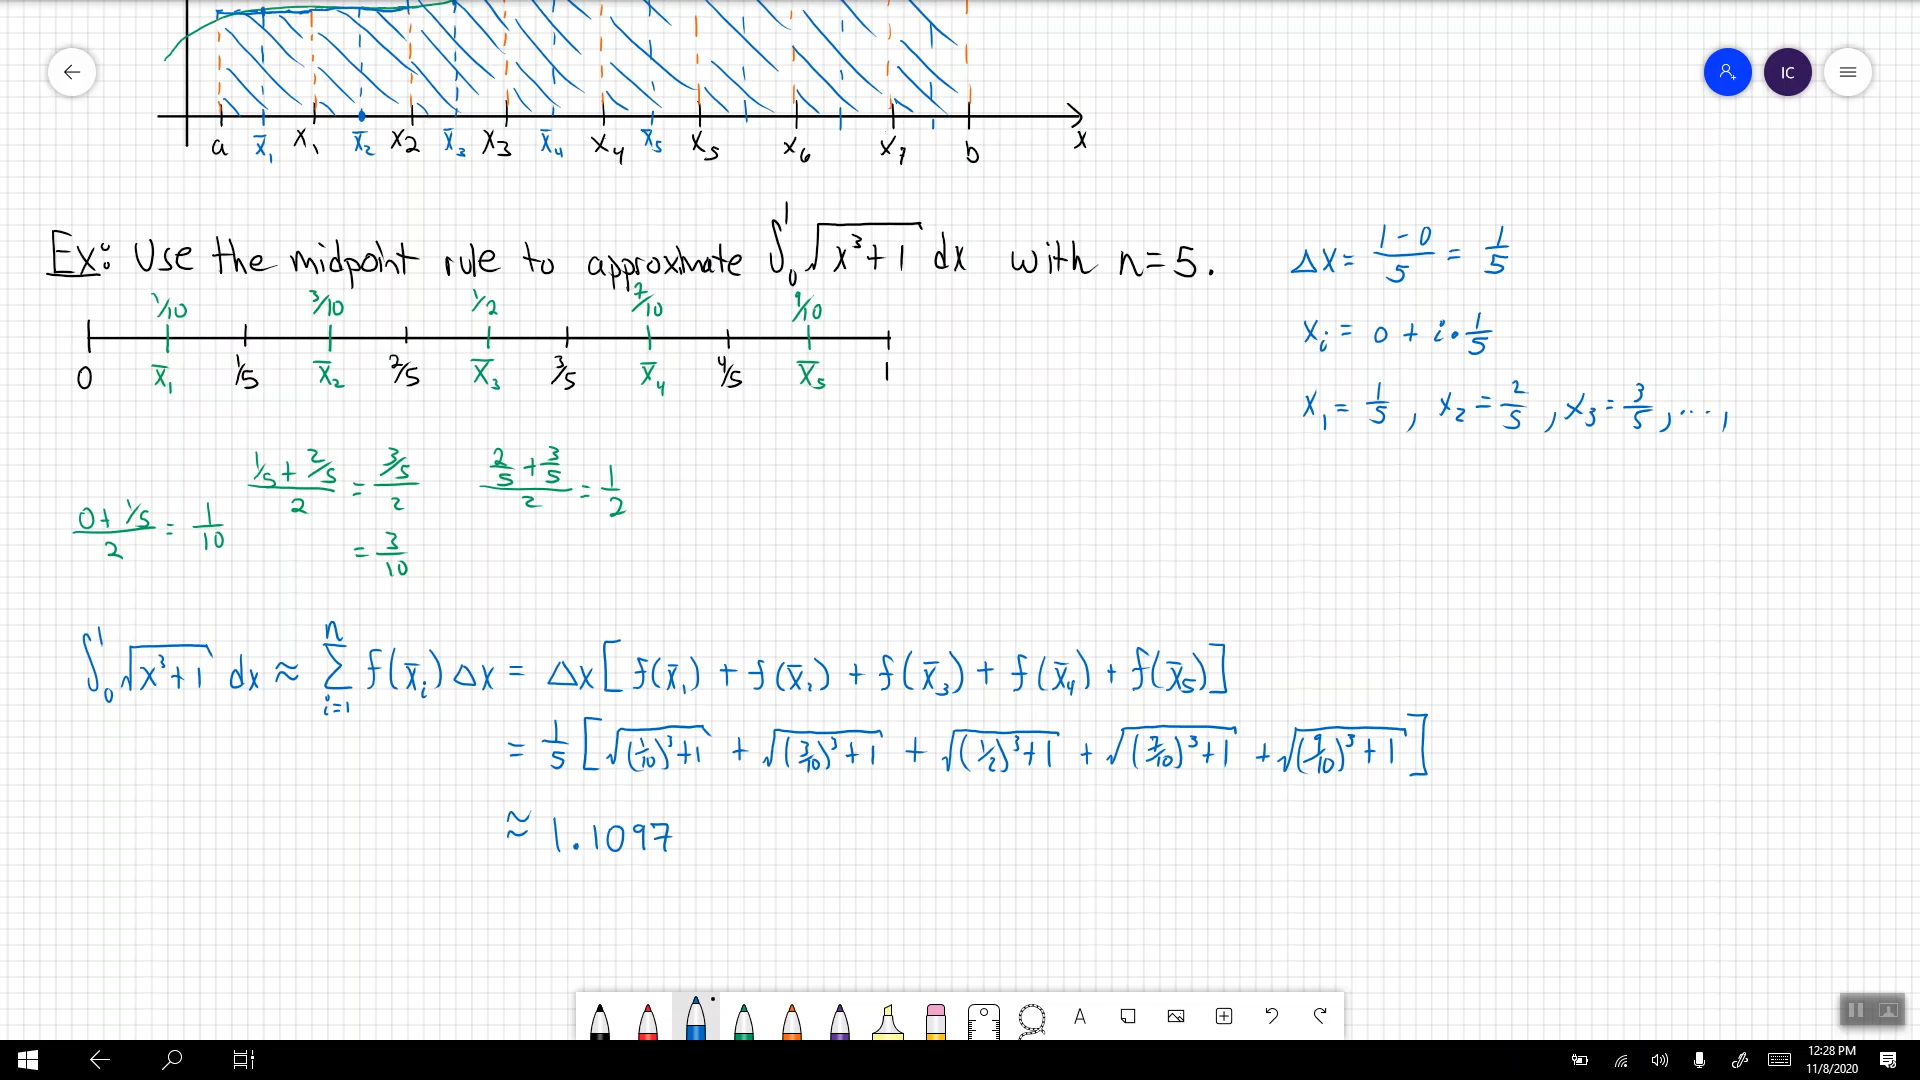 IC
a x̄₁ x₁ x̄₂ x₂ x̄₃ x₃ x̄₄ x₄ x̄₅ x₅ x₆ x₇ b x
Ex: Use the midpoint rule to approximate ∫₀¹ √(x³+1) dx with n=5.
Δx = (1-0)/5 = 1/5
1/10 3/10 1/2 7/10 9/10
xᵢ = 0 + i·1/5
0 x̄₁ 1/5 x̄₂ 2/5 x̄₃ 3/5 x̄₄ 4/5 x̄₅ 1
x₁ = 1/5, x₂ = 2/5, x₃ = 3/5, ...,
(0+1/5)/2 = 1/10
(1/5+2/5)/2 = (3/5)/2
= 3/10
(2/5+3/5)/2 = 1/2
∫₀¹ √(x³+1) dx ≈ Σᵢ₌₁ⁿ f(x̄ᵢ) Δx = Δx[f(x̄₁) + f(x̄₂) + f(x̄₃) + f(x̄₄) + f(x̄₅)]
= 1/5 [√((1/10)³+1) + √((3/10)³+1) + √((1/2)³+1) + √((7/10)³+1) + √((9/10)³+1)]
≈ 1.1097
A
12:28 PM
11/8/2020